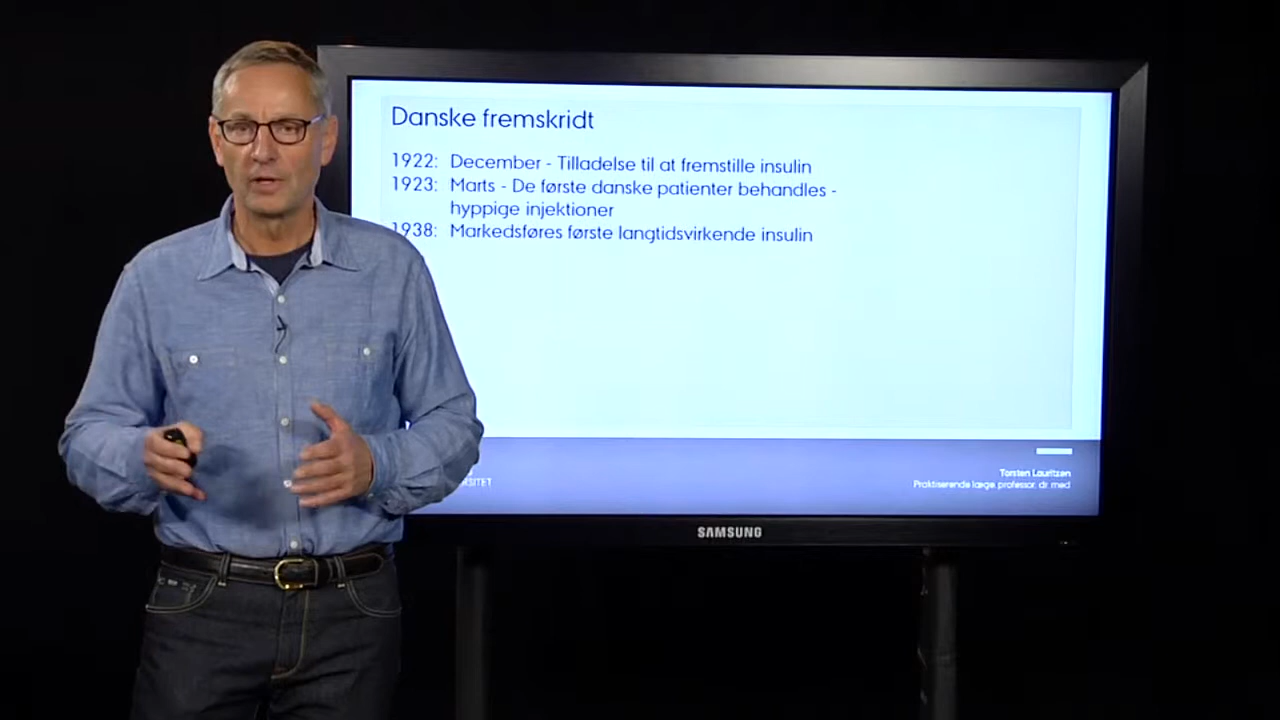 Danske fremskridt
1922: December - Tilladelse til at fremstille insulin
1923: Marts - De første danske patienter behandles -
hyppige injektioner
1938: Markedsføres første langtidsvirkende insulin
Torsten Lauritzen
Praktiserende læge, professor, dr. med
SAMSUNG